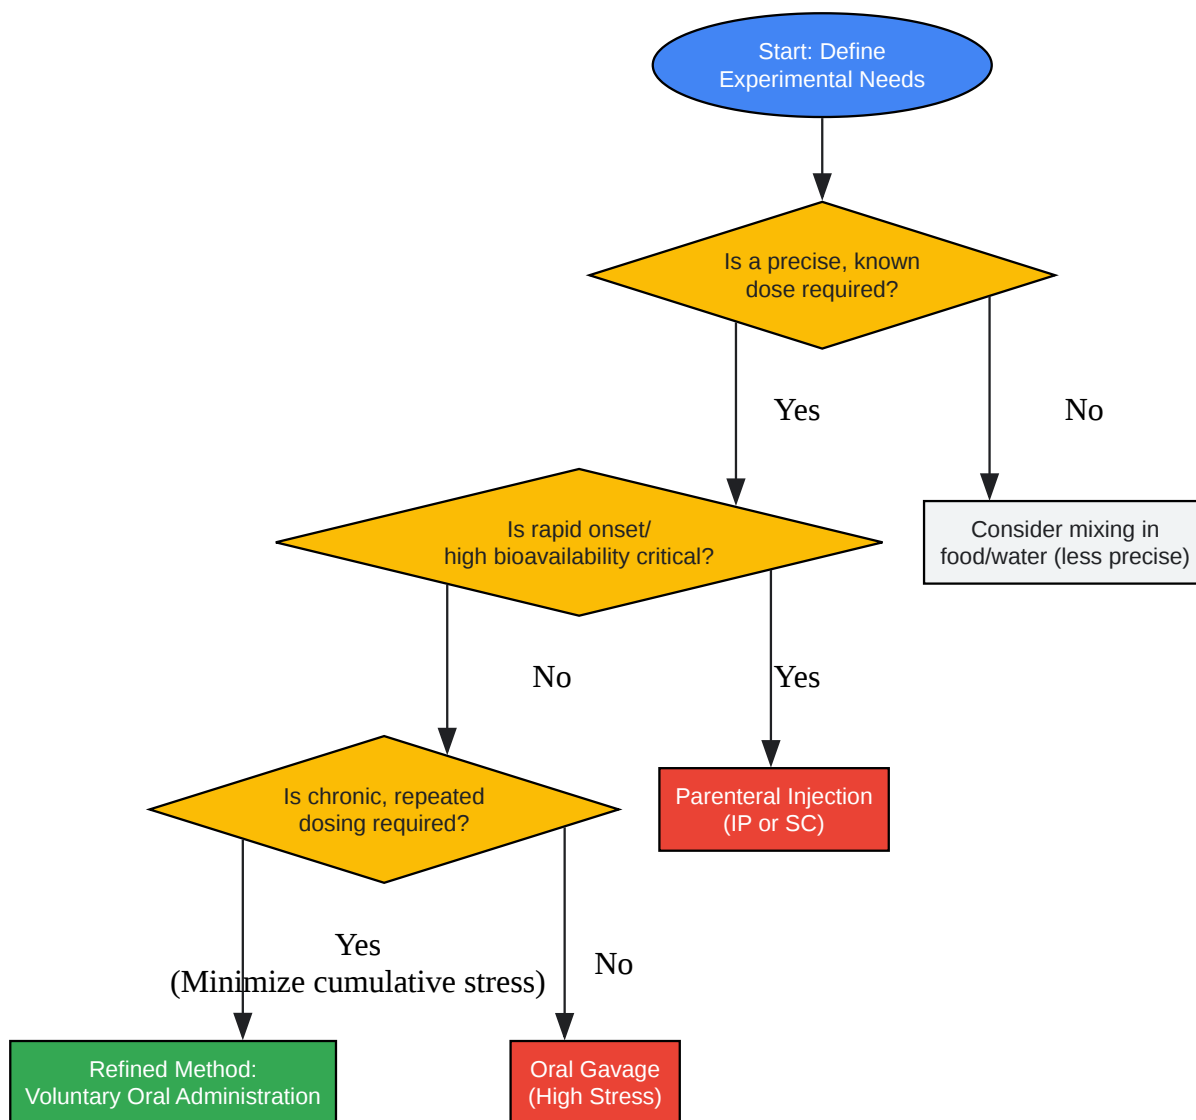 Start: Define
Experimental Needs
Is a precise, known
dose required?
Yes
No
Is rapid onset/
high bioavailability critical?
Consider mixing in
food/water (less precise)
No
Yes
Is chronic, repeated
dosing required?
Parenteral Injection
(IP or SC)
Yes
(Minimize cumulative stress)
No
Refined Method:
Voluntary Oral Administration
Oral Gavage
(High Stress)